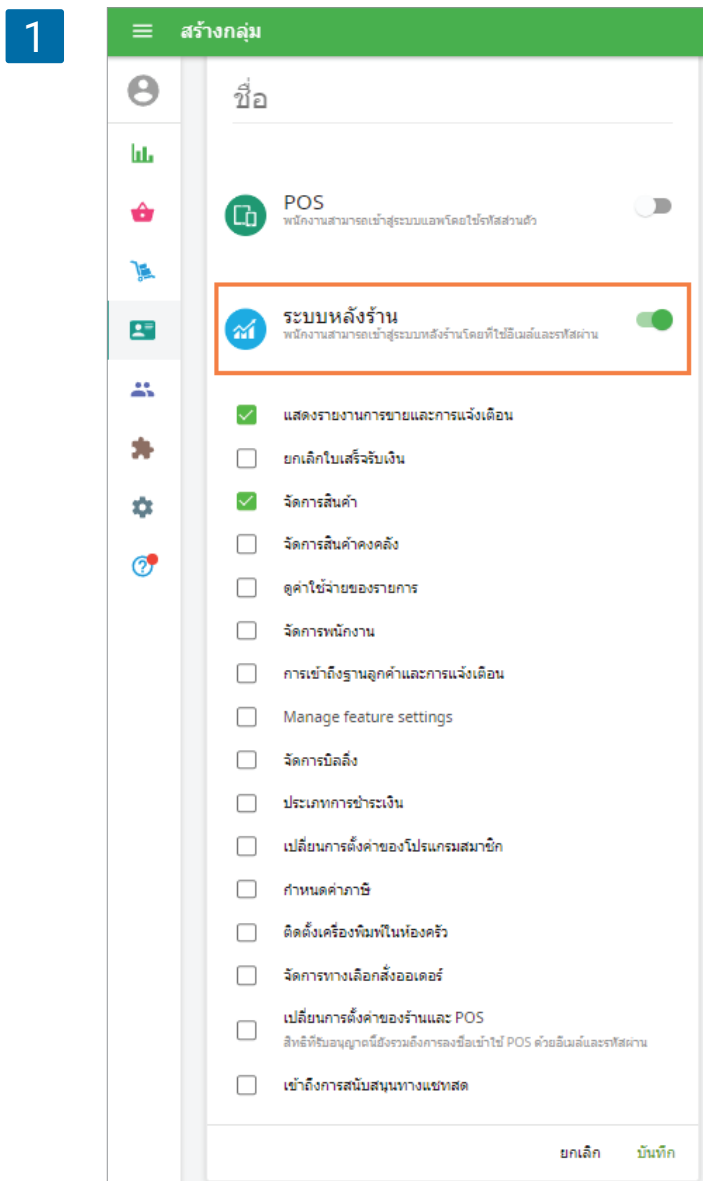 1
สร้างกลุ่ม
ชื่อ
POS
พนักงานสามารถเข้าสู่ระบบแอพโดยใช้รหัสส่วนตัว
ระบบหลังร้าน
พนักงานสามารถเข้าสู่ระบบหลังร้านโดยที่ใช้อีเมล์และรหัสผ่าน
แสดงรายงานการขายและการแจ้งเตือน
ยกเลิกใบเสร็จรับเงิน
จัดการสินค้า
จัดการสินค้าคงคลัง
ดูค่าใช้จ่ายของรายการ
จัดการพนักงาน
การเข้าถึงฐานลูกค้าและการแจ้งเตือน
Manage feature settings
จัดการบิลลิ่ง
ประเภทการชำระเงิน
เปลี่ยนการตั้งค่าของโปรแกรมสมาชิก
กำหนดค่าภาษี
ติดตั้งเครื่องพิมพ์ในห้องครัว
จัดการทางเลือกสั่งออเดอร์
เปลี่ยนการตั้งค่าของร้านและ POS
สิทธิที่รับอนุญาตนี้ยังรวมถึงการลงชื่อเข้าใช้ POS ด้วยอีเมล์และรหัสผ่าน
เข้าถึงการสนับสนุนทางแชทสด
ยกเลิก บันทึก